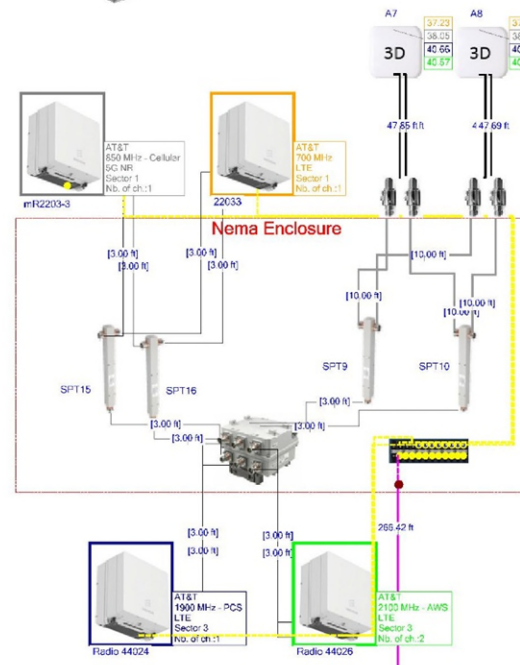 A7
A8
37.23
38.05
40.66
40.57
3D
3D
47.85 ft
47.69 ft
AT&T
850 MHz - Cellular
5G NR
Sector 1
Nb. of ch.:1
mR2203-3
AT&T
700 MHz
LTE
Sector 1
Nb. of ch.:1
22033
Nema Enclosure
[3.00 ft]
[3.00 ft]
[3.00 ft]
[3.00 ft]
[10.00 ft]
[10.00 ft]
[10.00 ft]
[10.00 ft]
SPT15
SPT16
SPT9
SPT10
[3.00 ft]
[3.00 ft]
[3.00 ft]
[3.00 ft]
266.42 ft
[3.00 ft]
[3.00 ft]
[3.00 ft]
[3.00 ft]
AT&T
1900 MHz - PCS
LTE
Sector 3
Nb. of ch.:1
Radio 44024
AT&T
2100 MHz - AWS
LTE
Sector 3
Nb. of ch.:2
Radio 44026